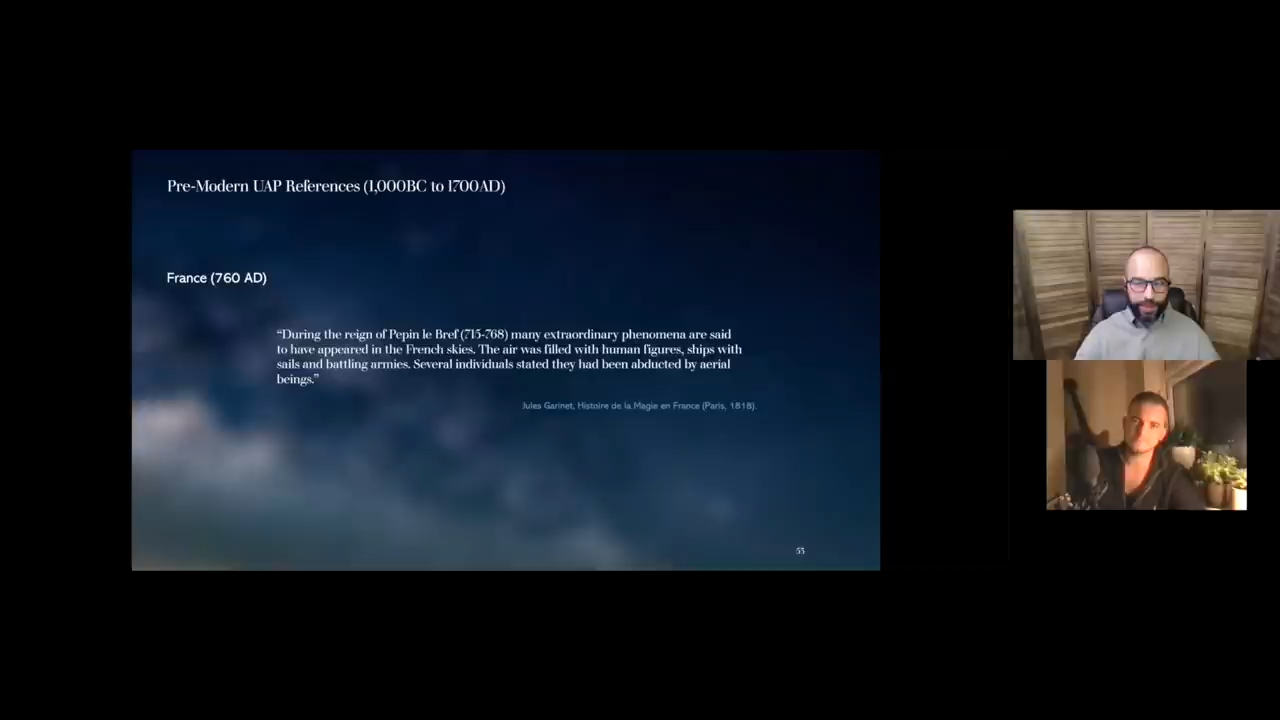 Pre-Modern UAP References (1,000BC to 1700AD)
France (760 AD)
“During the reign of Pepin le Bref (715-768) many extraordinary phenomena are said
to have appeared in the French skies. The air was filled with human figures, ships with
sails and battling armies. Several individuals stated they had been abducted by aerial
beings.”
Jules Garinet, Histoire de la Magie en France (Paris, 1818).
53